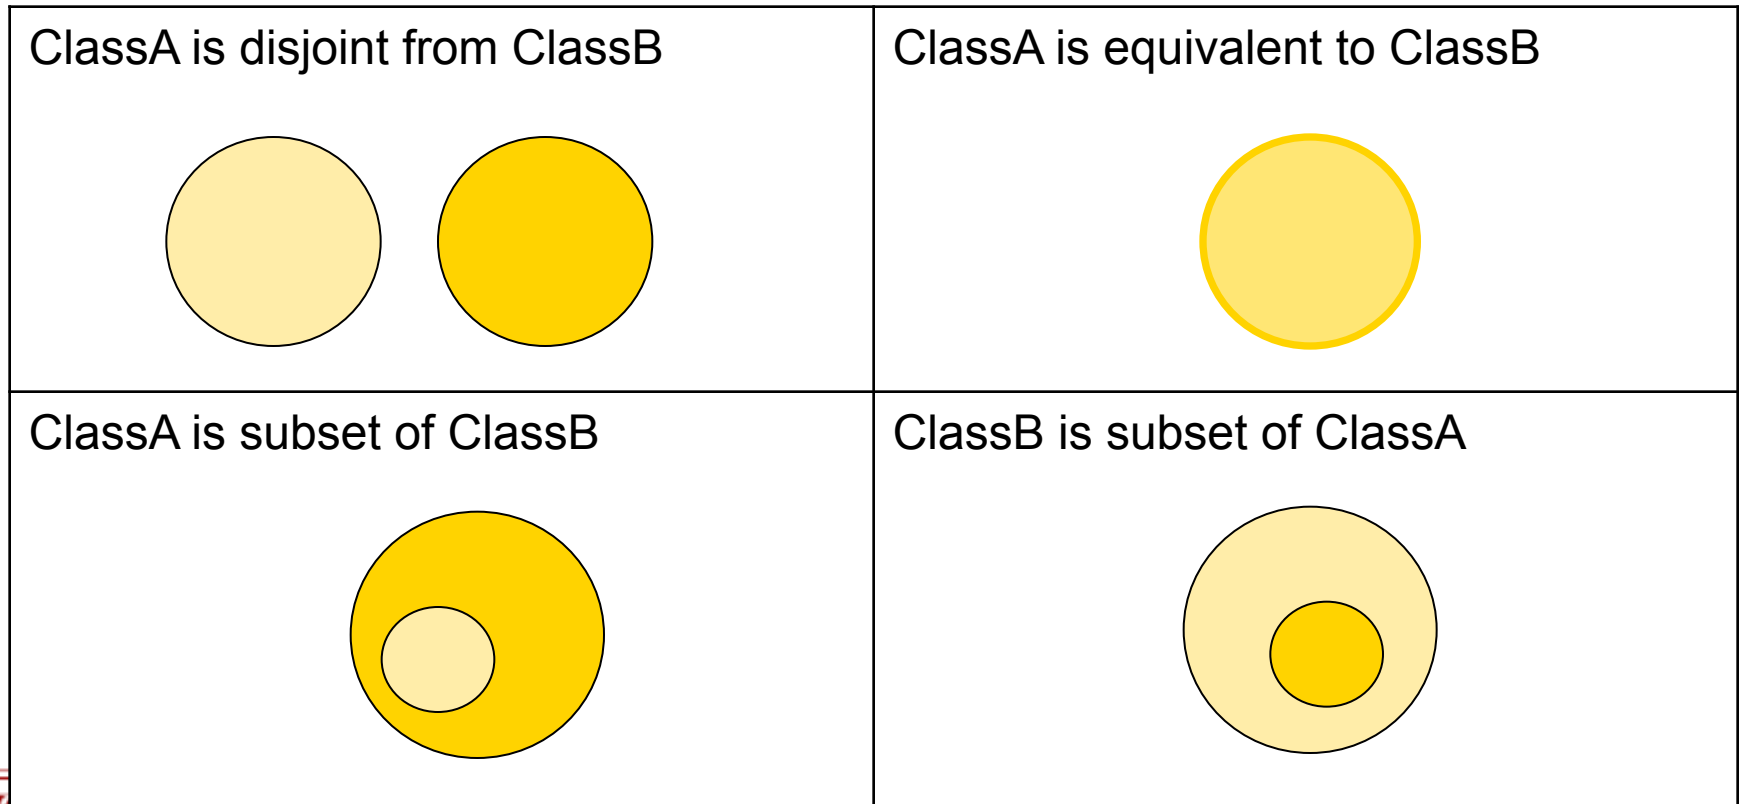 ClassA is disjoint from ClassB
ClassA is equivalent to ClassB
ClassA is subset of ClassB
ClassB is subset of ClassA